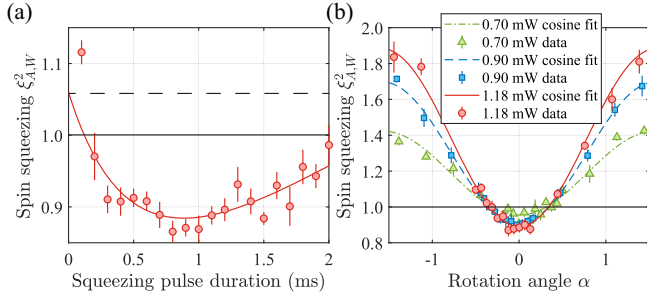 (a)
Spin squeezing ξ²_A,W
1.1
1.0
0.9
0
0.5
1
1.5
2
Squeezing pulse duration (ms)
(b)
Spin squeezing ξ²_A,W
2.0
1.8
1.6
1.4
1.2
1.0
0.8
-1
0
1
Rotation angle α
0.70 mW cosine fit
0.70 mW data
0.90 mW cosine fit
0.90 mW data
1.18 mW cosine fit
1.18 mW data